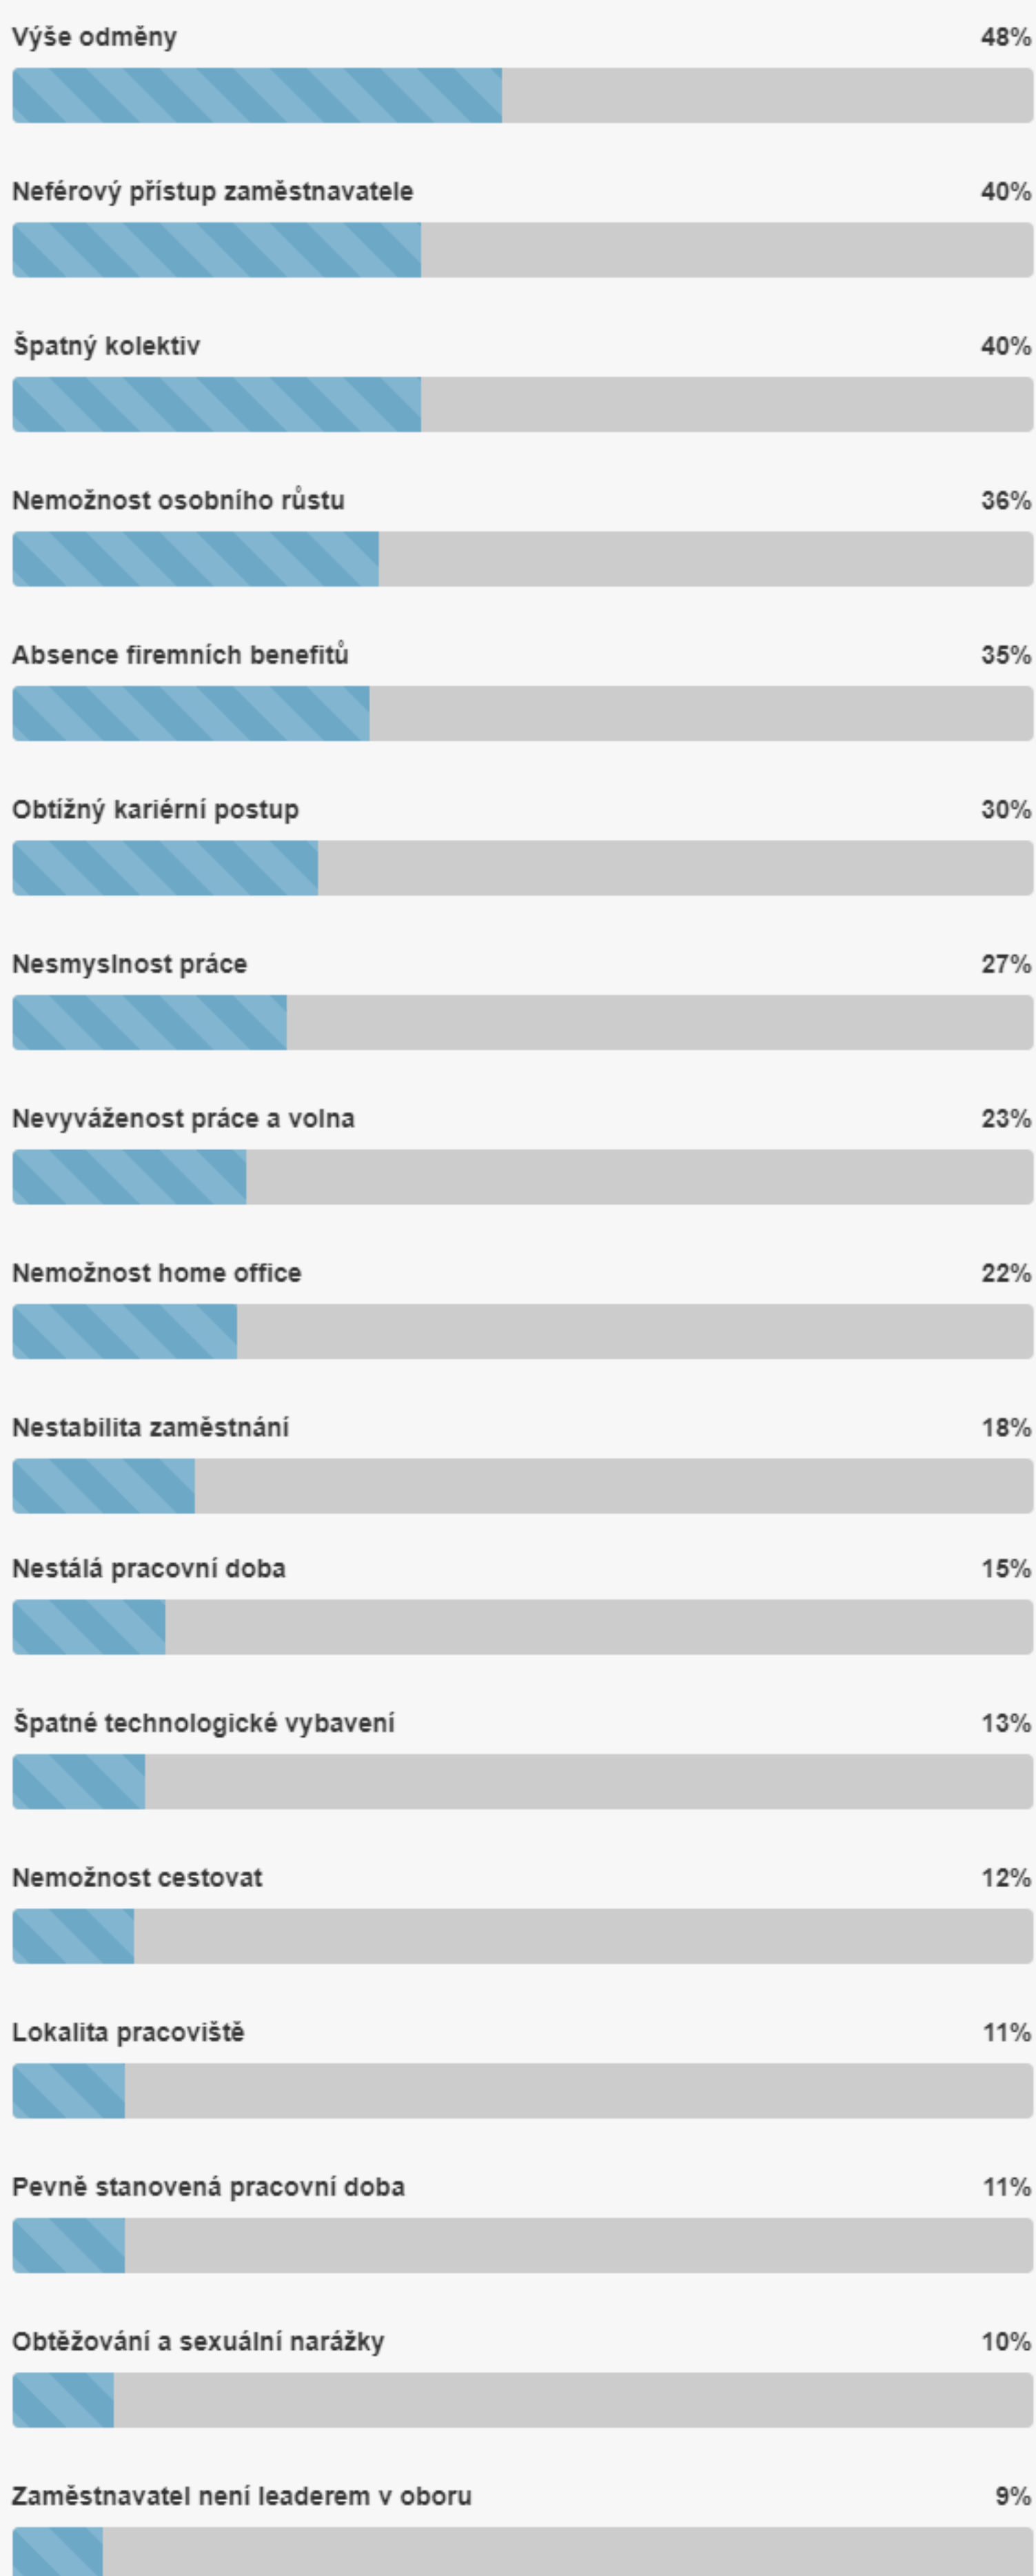 Výše odměny 48%
Neférový přístup zaměstnavatele 40%
Špatný kolektiv 40%
Nemožnost osobního růstu 36%
Absence firemních benefitů 35%
Obtížný kariérní postup 30%
Nesmyslnost práce 27%
Nevyváženost práce a volna 23%
Nemožnost home office 22%
Nestabilita zaměstnání 18%
Nestálá pracovní doba 15%
Špatné technologické vybavení 13%
Nemožnost cestovat 12%
Lokalita pracoviště 11%
Pevně stanovená pracovní doba 11%
Obtěžování a sexuální narážky 10%
Zaměstnavatel není leaderem v oboru 9%